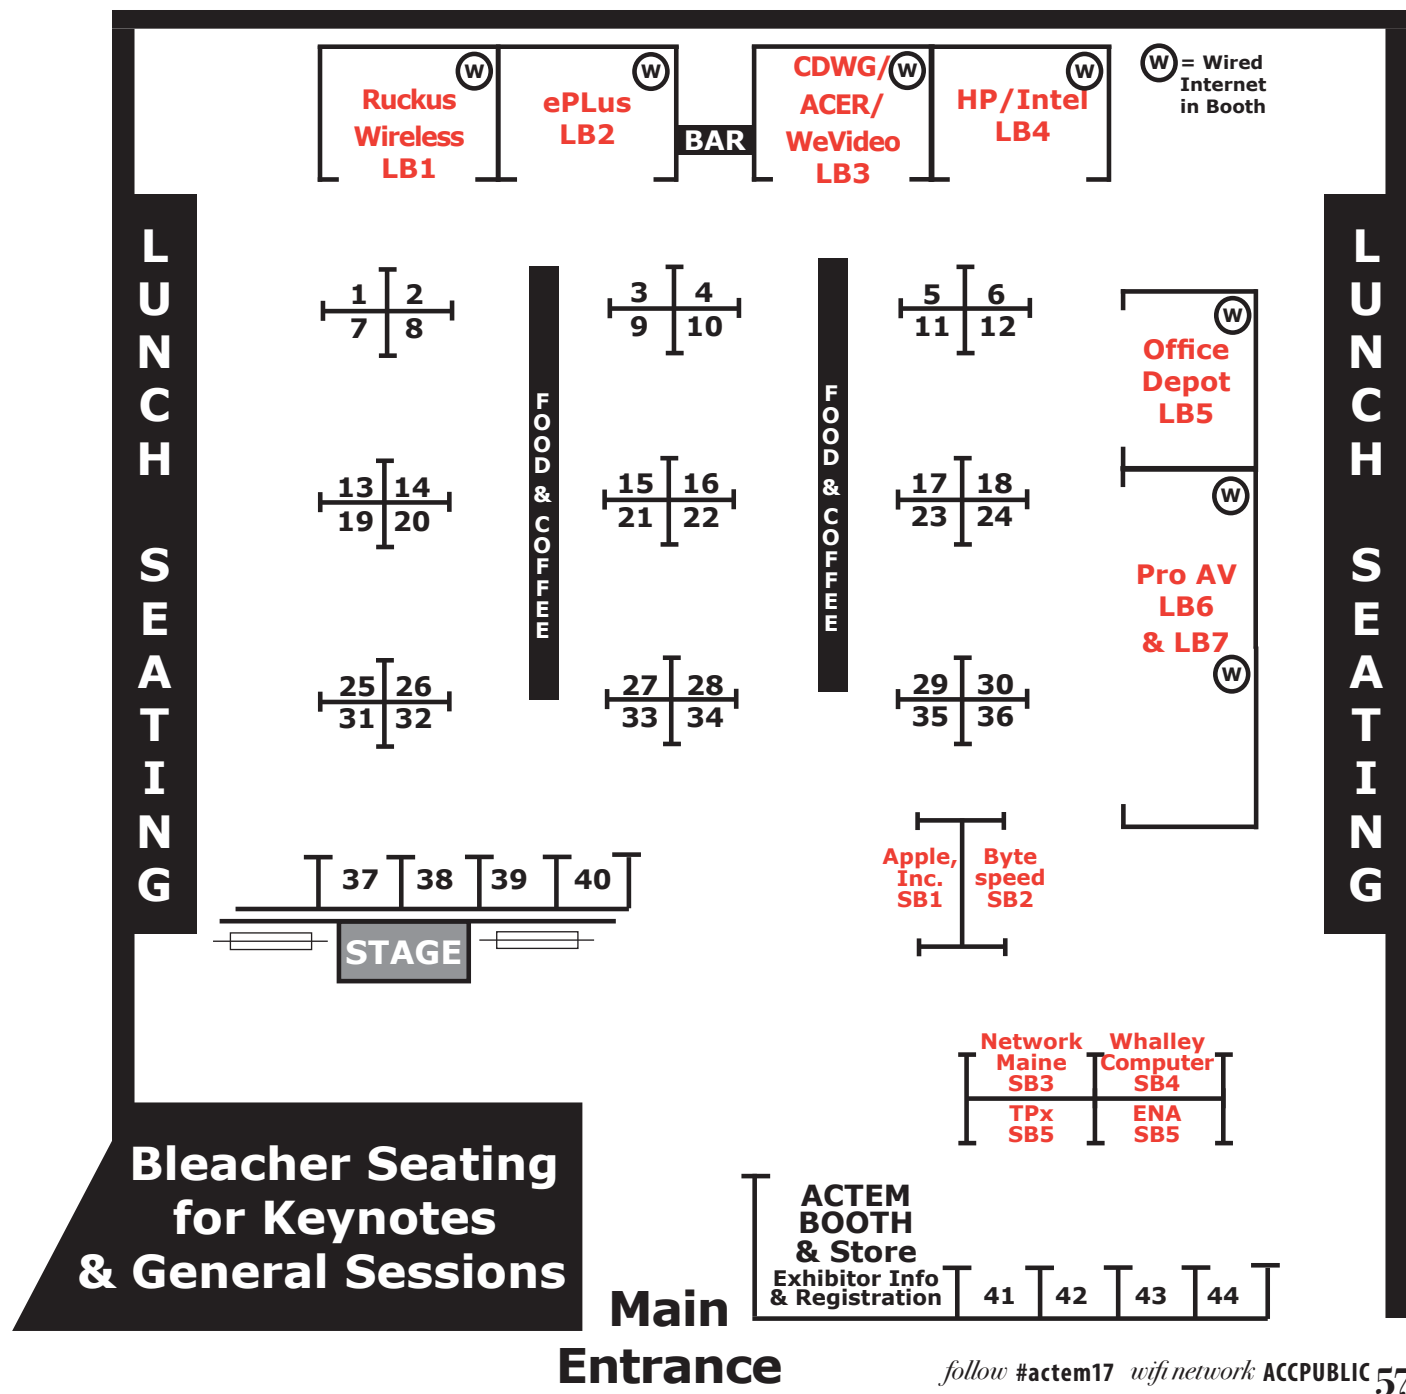 Ruckus
Wireless
LB1
W
ePLus
LB2
W
BAR
CDWG/
ACER/
WeVideo
LB3
W
HP/Intel
LB4
W
W = Wired
Internet
in Booth
LUNCH SEATING
1 2
7 8
3 4
9 10
5 6
11 12
FOOD & COFFEE
FOOD & COFFEE
W
Office
Depot
LB5
LUNCH SEATING
13 14
19 20
15 16
21 22
17 18
23 24
W
Pro AV
LB6
& LB7
W
25 26
31 32
27 28
33 34
29 30
35 36
37 38 39 40
STAGE
Apple,
Inc.
SB1
Byte
speed
SB2
Network
Maine
SB3
Whalley
Computer
SB4
TPx
SB5
ENA
SB5
Bleacher Seating
for Keynotes
& General Sessions
ACTEM
BOOTH
& Store
Exhibitor Info
& Registration
41 42 43 44
Main
Entrance
follow #actem17 wifi network ACCPUBLIC 57